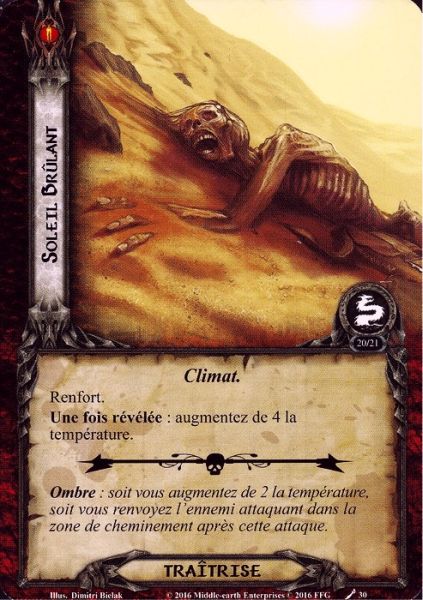 SOLEIL BRÛLANT
20/21
Climat.
Renfort.
Une fois révélée : augmentez de 4 la
température.
Ombre : soit vous augmentez de 2 la température,
soit vous renvoyez l'ennemi attaquant dans la
zone de cheminement après cette attaque.
TRAÎTRISE
Illus. Dimitri Bielak © 2016 Middle-earth Enterprises © 2016 FFG 30